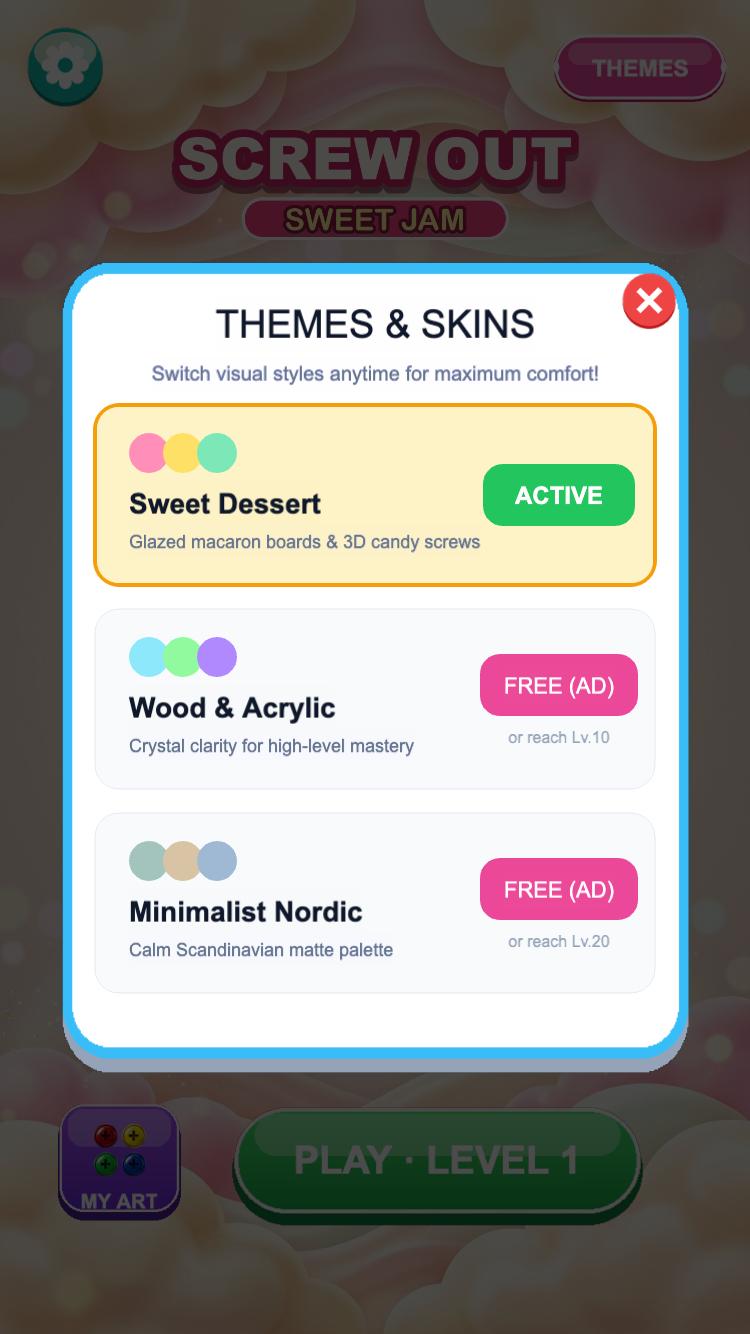 THEMES
SCREW OUT
SWEET JAM
THEMES & SKINS
Switch visual styles anytime for maximum comfort!
Sweet Dessert
Glazed macaron boards & 3D candy screws
ACTIVE
Wood & Acrylic
Crystal clarity for high-level mastery
FREE (AD)
or reach Lv.10
Minimalist Nordic
Calm Scandinavian matte palette
FREE (AD)
or reach Lv.20
MY ART
PLAY · LEVEL 1